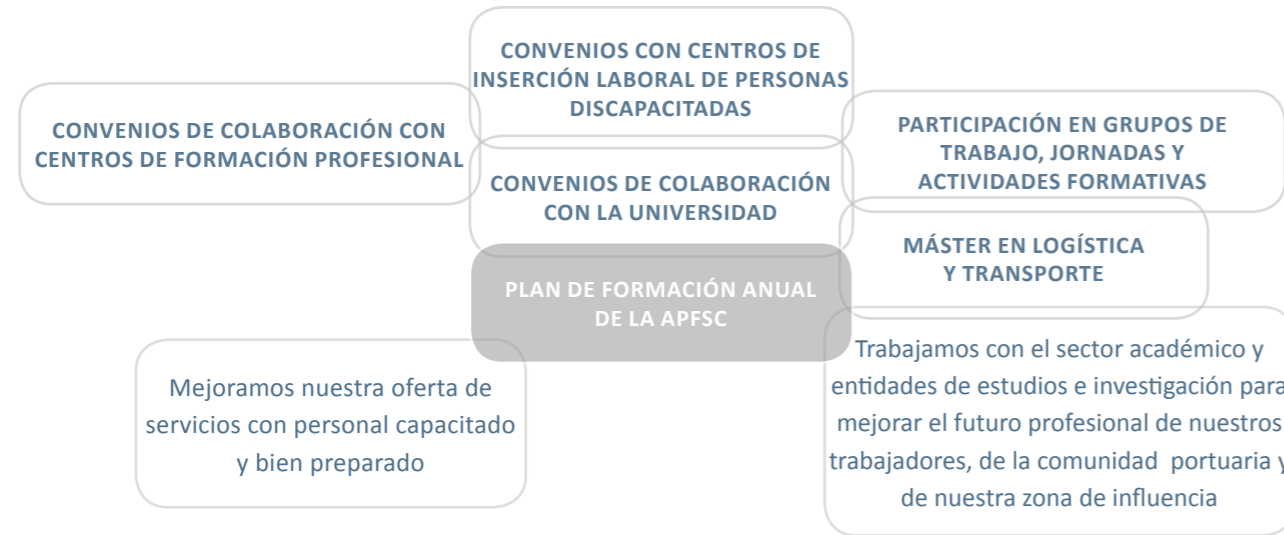 CONVENIOS CON CENTROS DE
INSERCIÓN LABORAL DE PERSONAS
DISCAPACITADAS
CONVENIOS DE COLABORACIÓN CON
CENTROS DE FORMACIÓN PROFESIONAL
PARTICIPACIÓN EN GRUPOS DE
TRABAJO, JORNADAS Y
ACTIVIDADES FORMATIVAS
CONVENIOS DE COLABORACIÓN
CON LA UNIVERSIDAD
MÁSTER EN LOGÍSTICA
Y TRANSPORTE
PLAN DE FORMACIÓN ANUAL
DE LA APFSC
Mejoramos nuestra oferta de
servicios con personal capacitado
y bien preparado
Trabajamos con el sector académico y
entidades de estudios e investigación para
mejorar el futuro profesional de nuestros
trabajadores, de la comunidad portuaria y
de nuestra zona de influencia